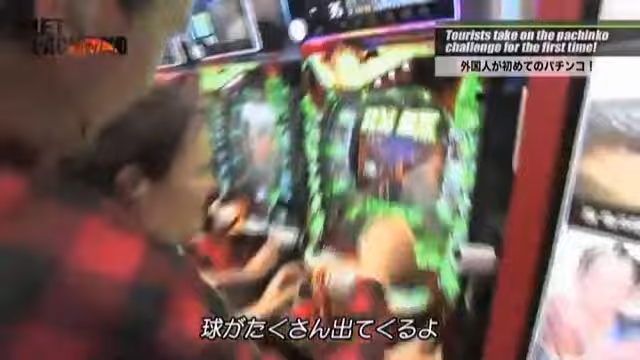 Tourists take on the pachinko
challenge for the first time!
外国人が初めてのパチンコ！
球がたくさん出てくるよ